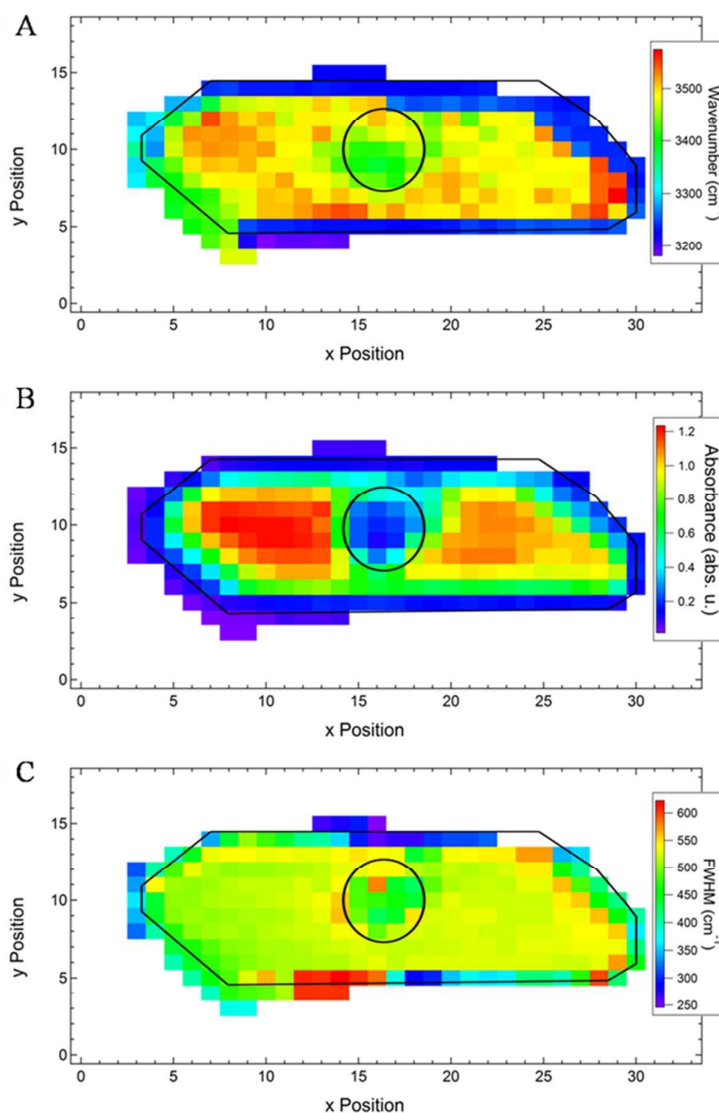 A
15
10
5
0
y Position
0 5 10 15 20 25 30
x Position
3500
3400
3300
3200
Wavenumber (cm )
B
15
10
5
0
y Position
0 5 10 15 20 25 30
x Position
1.2
1.0
0.8
0.6
0.4
0.2
Absorbance (abs. u.)
C
15
10
5
0
y Position
0 5 10 15 20 25 30
x Position
600
550
500
450
400
350
300
250
FWHM (cm⁻¹)